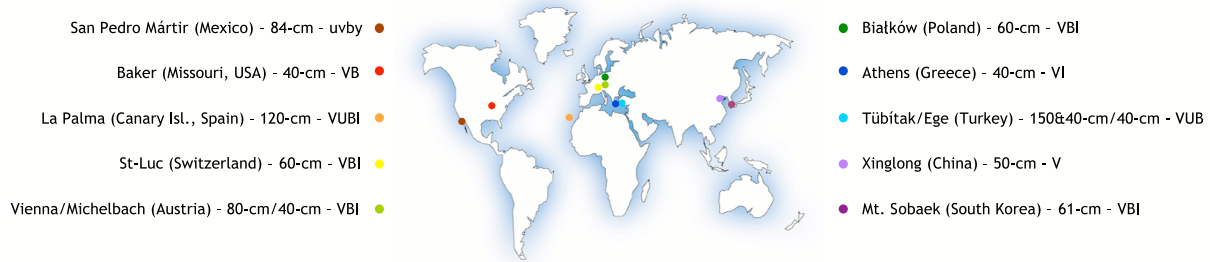 San Pedro Mártir (Mexico) - 84-cm - uvby
Baker (Missouri, USA) - 40-cm - VB
La Palma (Canary Isl., Spain) - 120-cm - VUBI
St-Luc (Switzerland) - 60-cm - VBI
Vienna/Michelbach (Austria) - 80-cm/40-cm - VBI
Białków (Poland) - 60-cm - VBI
Athens (Greece) - 40-cm - VI
Tübítak/Ege (Turkey) - 150&40-cm/40-cm - VUB
Xinglong (China) - 50-cm - V
Mt. Sobaek (South Korea) - 61-cm - VBI